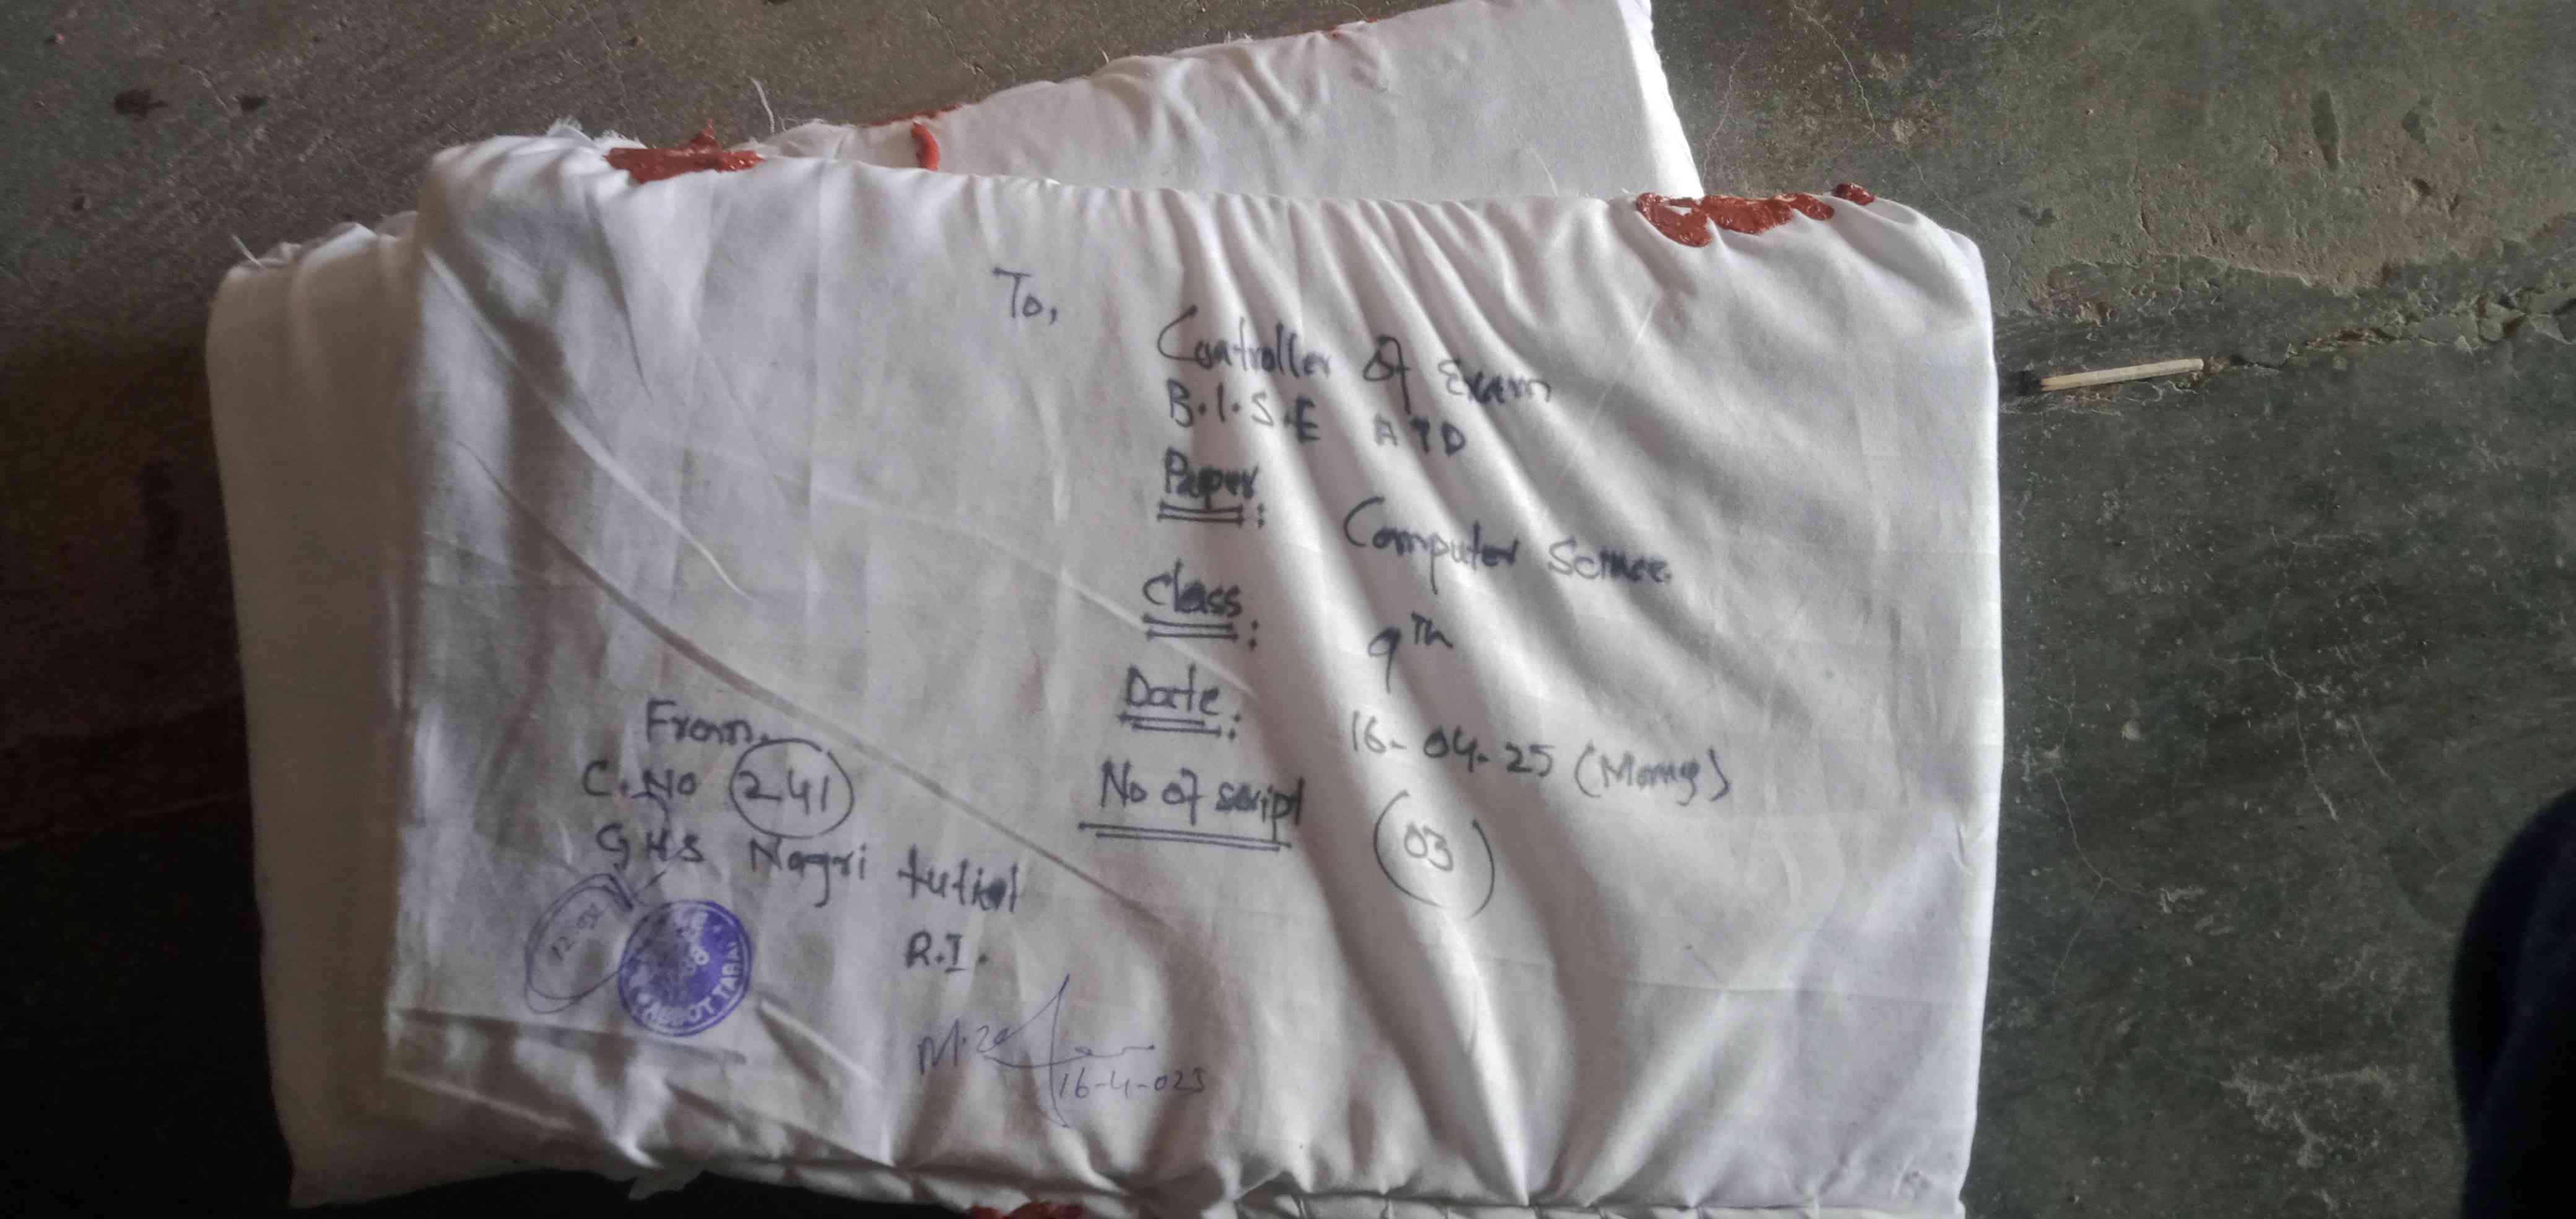 To,
Controller of Exam
B.I.S.E ATD
Paper:
Computer Science.
Class:
9th
Date:
16-04-25 (Morng)
No of script
(03)
From.
C.No 241
GHS Nagri tutial
R.I.
16-4-025